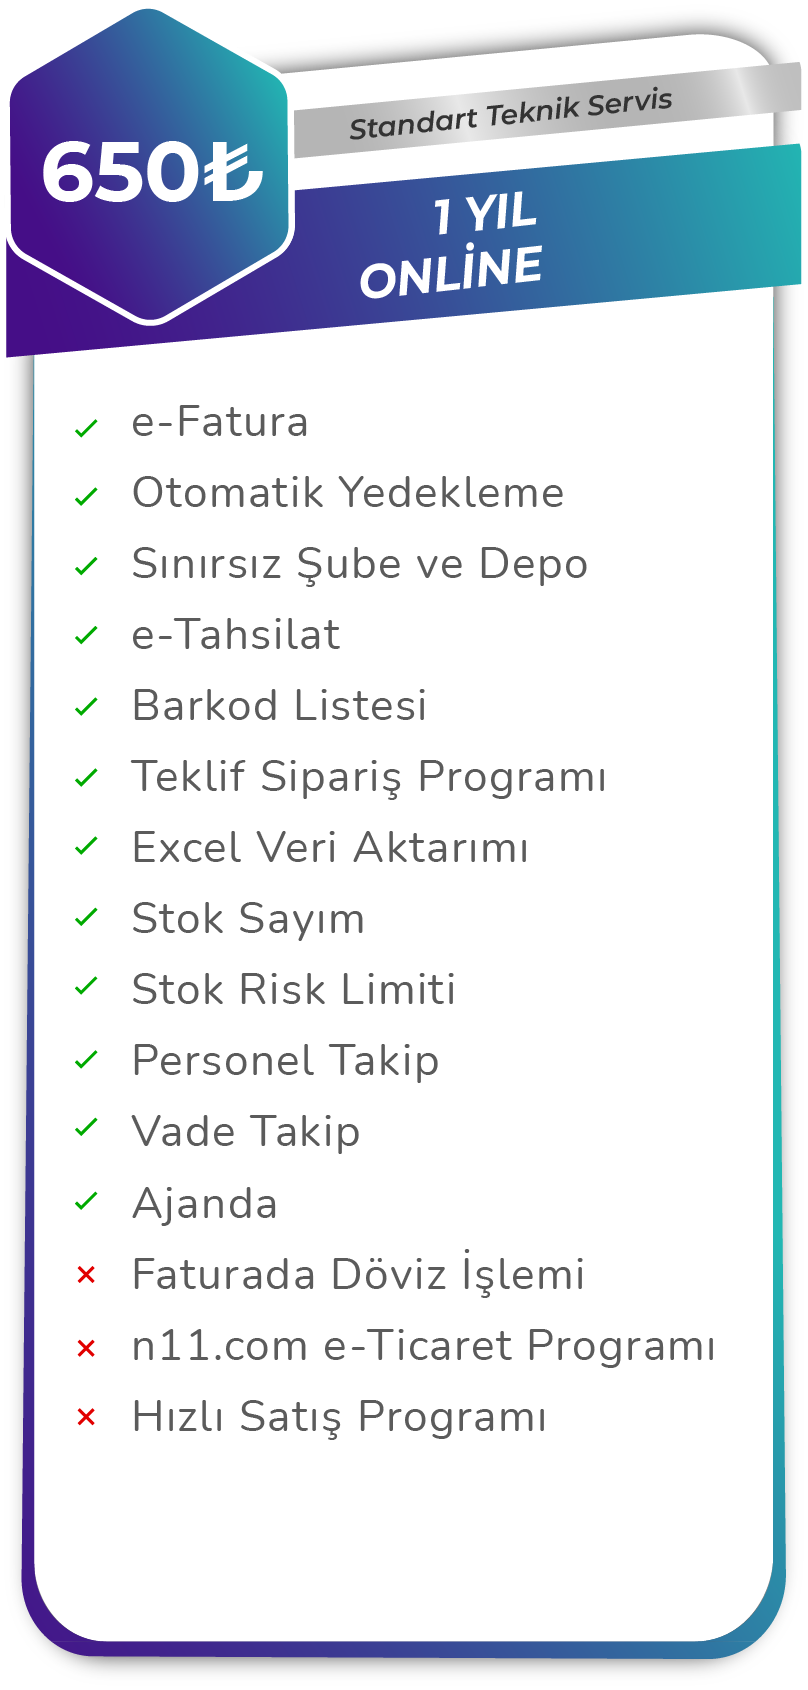 650₺
Standart Teknik Servis
1 YIL
ONLİNE
e-Fatura
Otomatik Yedekleme
Sınırsız Şube ve Depo
e-Tahsilat
Barkod Listesi
Teklif Sipariş Programı
Excel Veri Aktarımı
Stok Sayım
Stok Risk Limiti
Personel Takip
Vade Takip
Ajanda
Faturada Döviz İşlemi
n11.com e-Ticaret Programı
Hızlı Satış Programı